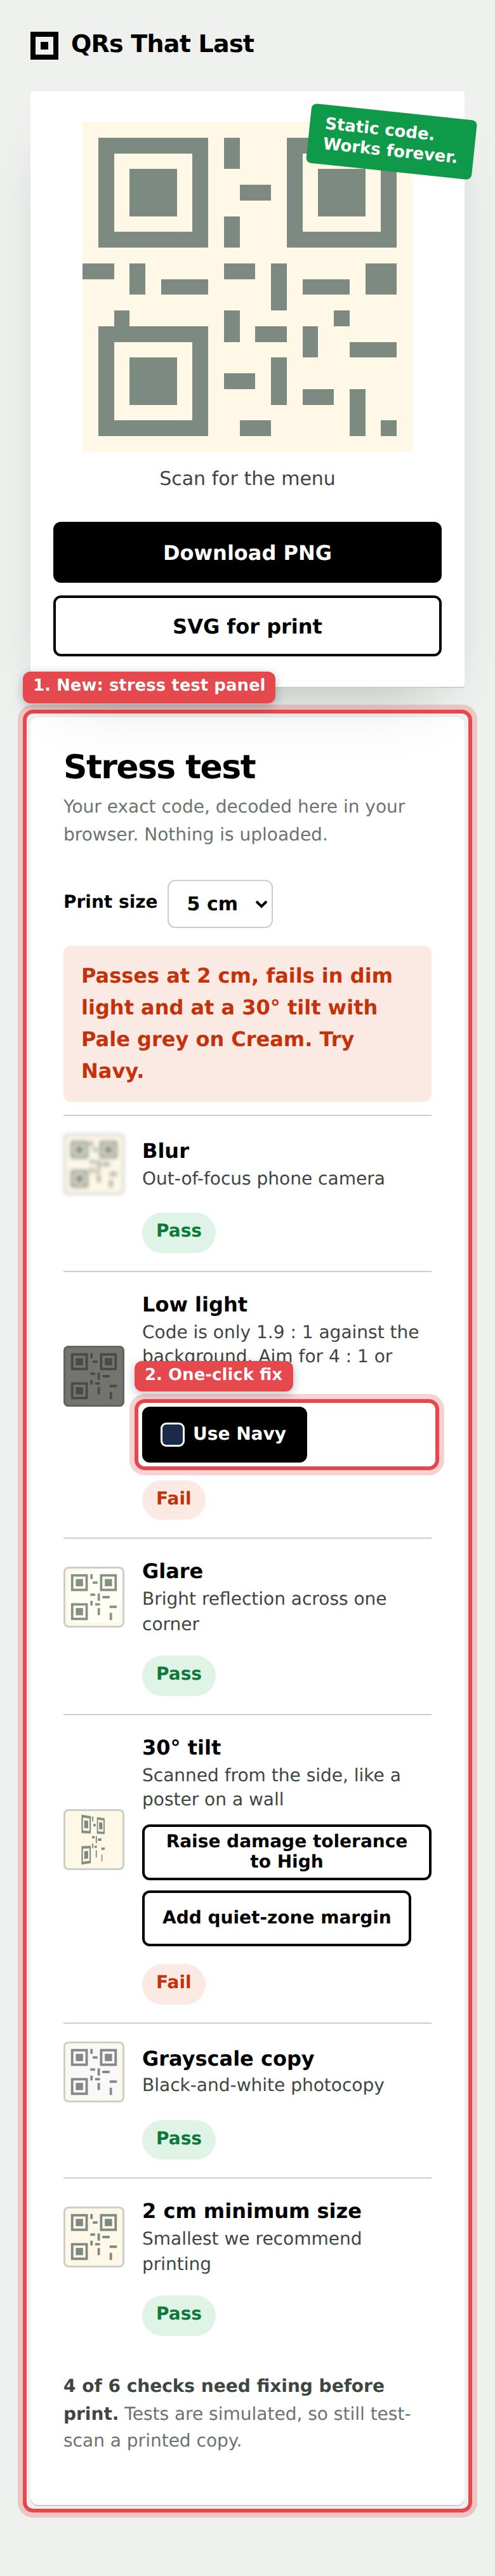 QRs That Last
Static code.
Works forever.
Scan for the menu
Download PNG
SVG for print
1. New: stress test panel
Stress test
Your exact code, decoded here in your
browser. Nothing is uploaded.
Print size
5 cm
Passes at 2 cm, fails in dim
light and at a 30° tilt with
Pale grey on Cream. Try
Navy.
Blur
Out-of-focus phone camera
Pass
Low light
Code is only 1.9 : 1 against the
background. Aim for 4 : 1 or
2. One-click fix
Use Navy
Fail
Glare
Bright reflection across one
corner
Pass
30° tilt
Scanned from the side, like a
poster on a wall
Raise damage tolerance
to High
Add quiet-zone margin
Fail
Grayscale copy
Black-and-white photocopy
Pass
2 cm minimum size
Smallest we recommend
printing
Pass
4 of 6 checks need fixing before
print. Tests are simulated, so still test-
scan a printed copy.